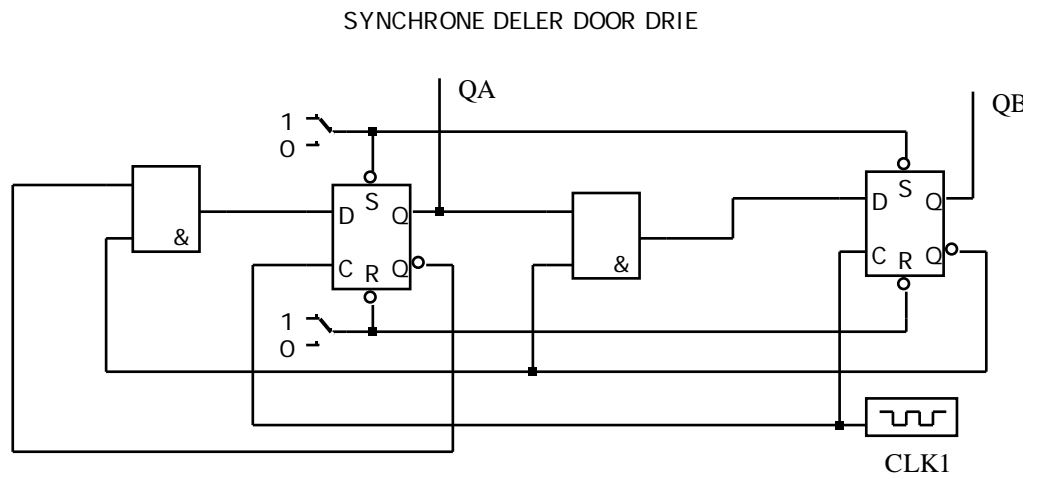 SYNCHRONE DELER DOOR DRIE
QA
QB
1
0
&
D S Q
C R Q
&
D S Q
C R Q
1
0
CLK1